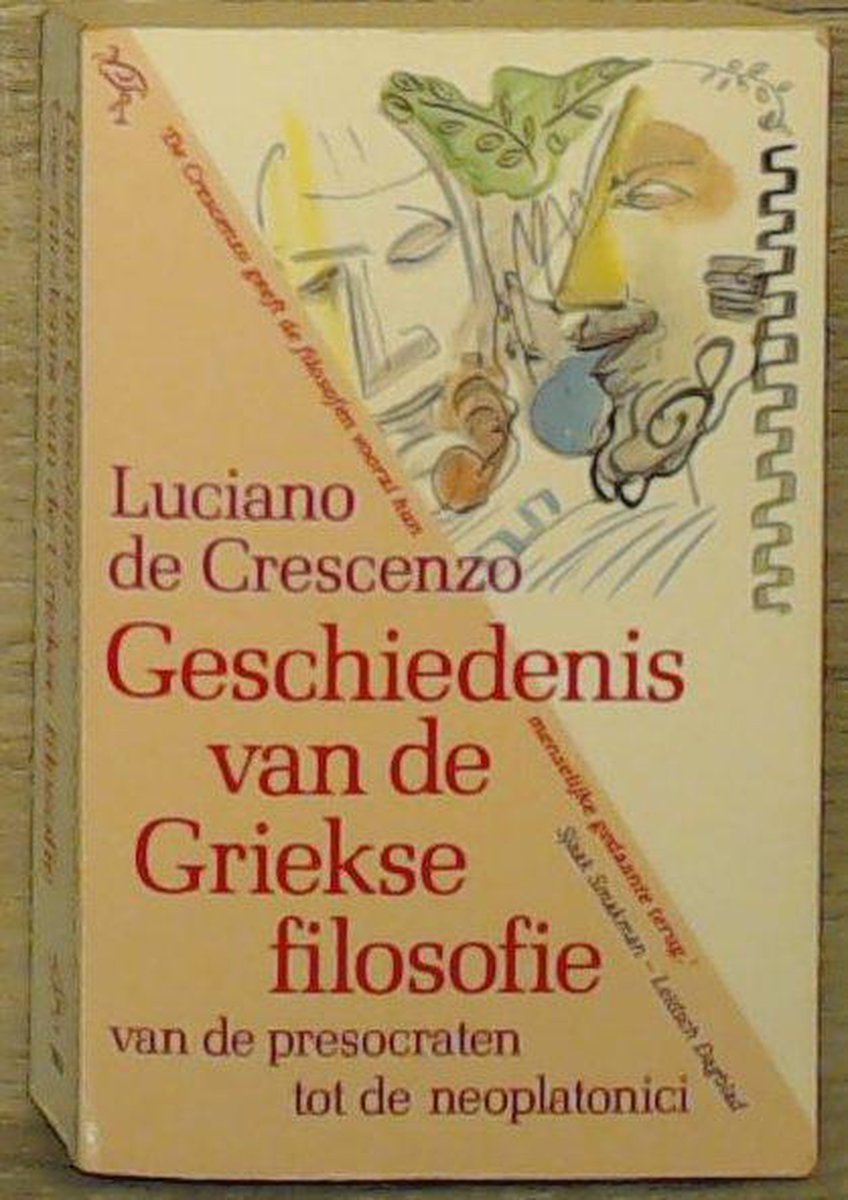 'De Crescenzo geeft de filosofen vooral hun
Luciano
de Crescenzo
Geschiedenis
van de
Griekse
filosofie
menselijke gedaante terug.'
Sjaak Smakman – Leidsch Dagblad
van de presocraten
tot de neoplatonici